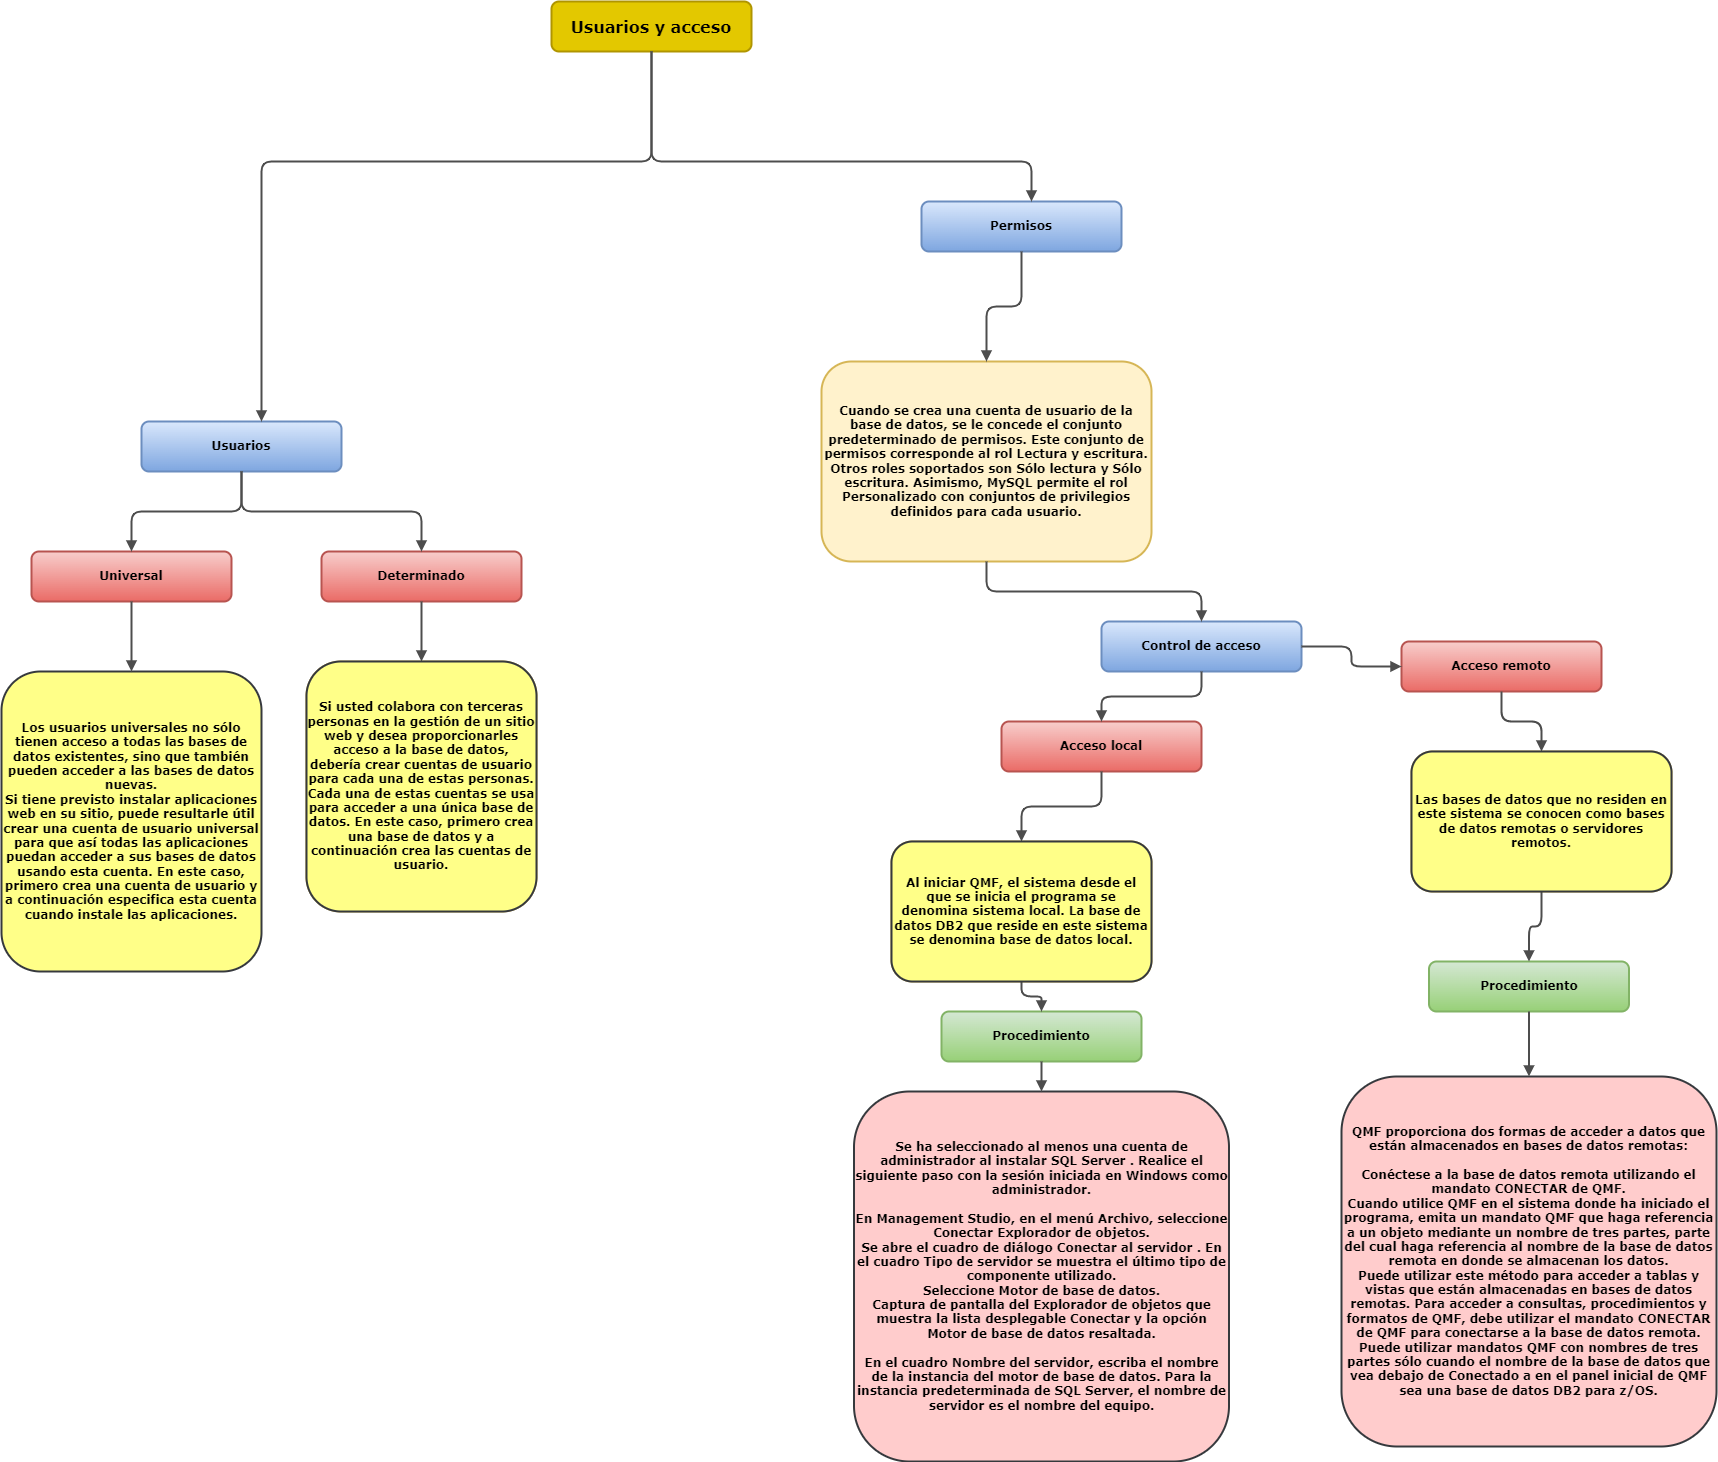 Usuarios y acceso
Permisos
Cuando se crea una cuenta de usuario de la
base de datos, se le concede el conjunto
predeterminado de permisos. Este conjunto de
permisos corresponde al rol Lectura y escritura.
Otros roles soportados son Sólo lectura y Sólo
escritura. Asimismo, MySQL permite el rol
Personalizado con conjuntos de privilegios
definidos para cada usuario.
Usuarios
Universal
Determinado
Los usuarios universales no sólo
tienen acceso a todas las bases de
datos existentes, sino que también
pueden acceder a las bases de datos
nuevas.
Si tiene previsto instalar aplicaciones
web en su sitio, puede resultarle útil
crear una cuenta de usuario universal
para que así todas las aplicaciones
puedan acceder a sus bases de datos
usando esta cuenta. En este caso,
primero crea una cuenta de usuario y
a continuación especifica esta cuenta
cuando instale las aplicaciones.
Si usted colabora con terceras
personas en la gestión de un sitio
web y desea proporcionarles
acceso a la base de datos,
debería crear cuentas de usuario
para cada una de estas personas.
Cada una de estas cuentas se usa
para acceder a una única base de
datos. En este caso, primero crea
una base de datos y a
continuación crea las cuentas de
usuario.
Control de acceso
Acceso remoto
Acceso local
Las bases de datos que no residen en
este sistema se conocen como bases
de datos remotas o servidores
remotos.
Al iniciar QMF, el sistema desde el
que se inicia el programa se
denomina sistema local. La base de
datos DB2 que reside en este sistema
se denomina base de datos local.
Procedimiento
Procedimiento
Se ha seleccionado al menos una cuenta de
administrador al instalar SQL Server . Realice el
siguiente paso con la sesión iniciada en Windows como
administrador.
En Management Studio, en el menú Archivo, seleccione
Conectar Explorador de objetos.
Se abre el cuadro de diálogo Conectar al servidor . En
el cuadro Tipo de servidor se muestra el último tipo de
componente utilizado.
Seleccione Motor de base de datos.
Captura de pantalla del Explorador de objetos que
muestra la lista desplegable Conectar y la opción
Motor de base de datos resaltada.
En el cuadro Nombre del servidor, escriba el nombre
de la instancia del motor de base de datos. Para la
instancia predeterminada de SQL Server, el nombre de
servidor es el nombre del equipo.
QMF proporciona dos formas de acceder a datos que
están almacenados en bases de datos remotas:
Conéctese a la base de datos remota utilizando el
mandato CONECTAR de QMF.
Cuando utilice QMF en el sistema donde ha iniciado el
programa, emita un mandato QMF que haga referencia
a un objeto mediante un nombre de tres partes, parte
del cual haga referencia al nombre de la base de datos
remota en donde se almacenan los datos.
Puede utilizar este método para acceder a tablas y
vistas que están almacenadas en bases de datos
remotas. Para acceder a consultas, procedimientos y
formatos de QMF, debe utilizar el mandato CONECTAR
de QMF para conectarse a la base de datos remota.
Puede utilizar mandatos QMF con nombres de tres
partes sólo cuando el nombre de la base de datos que
vea debajo de Conectado a en el panel inicial de QMF
sea una base de datos DB2 para z/OS.